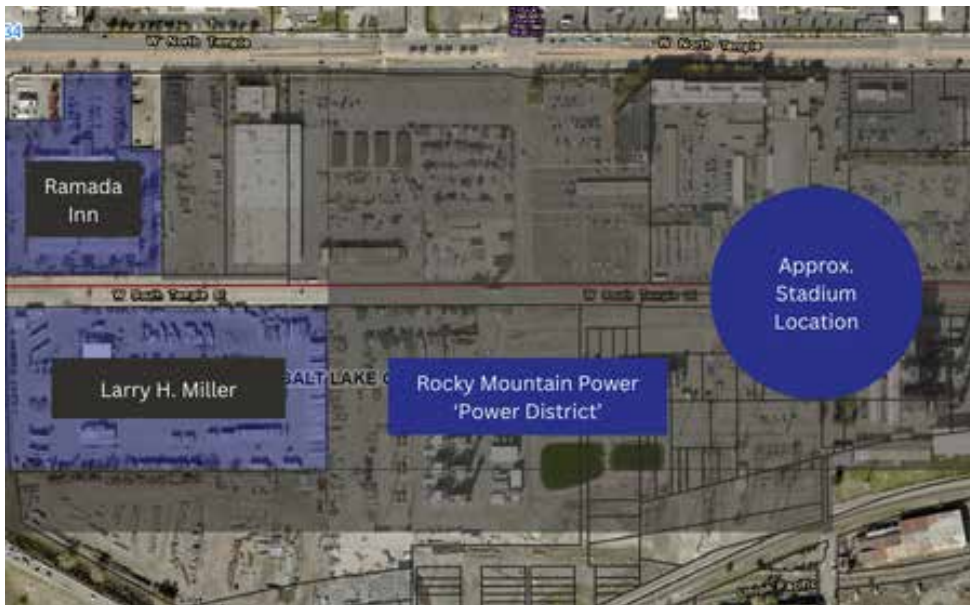 34
W North Temple
W North Temple
Ramada
Inn
Approx.
Stadium
Location
W South Temple St
W South Temple St
Larry H. Miller
SALT LAKE C
Rocky Mountain Power
‘Power District’